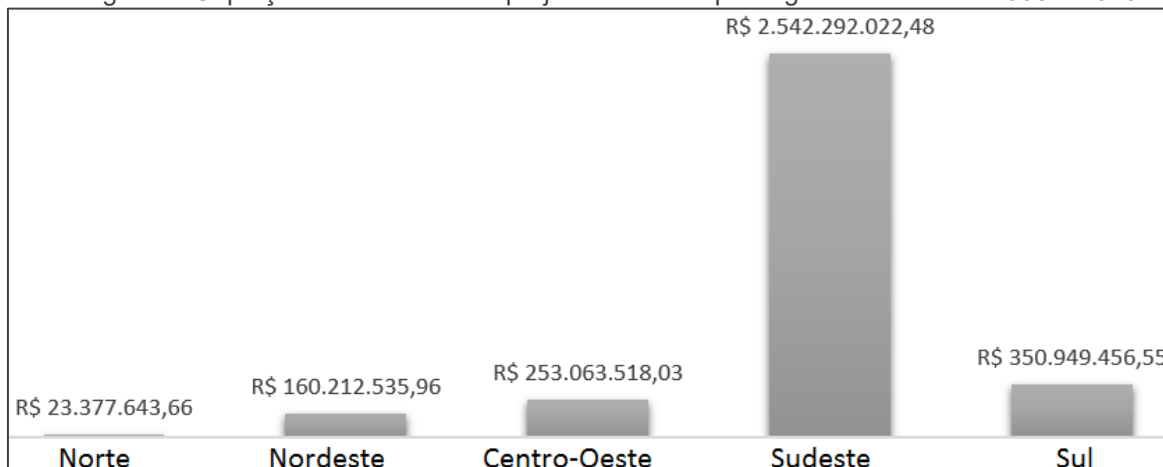 R$ 2.542.292.022,48
R$ 350.949.456,55
R$ 253.063.518,03
R$ 160.212.535,96
R$ 23.377.643,66
Norte Nordeste Centro-Oeste Sudeste Sul